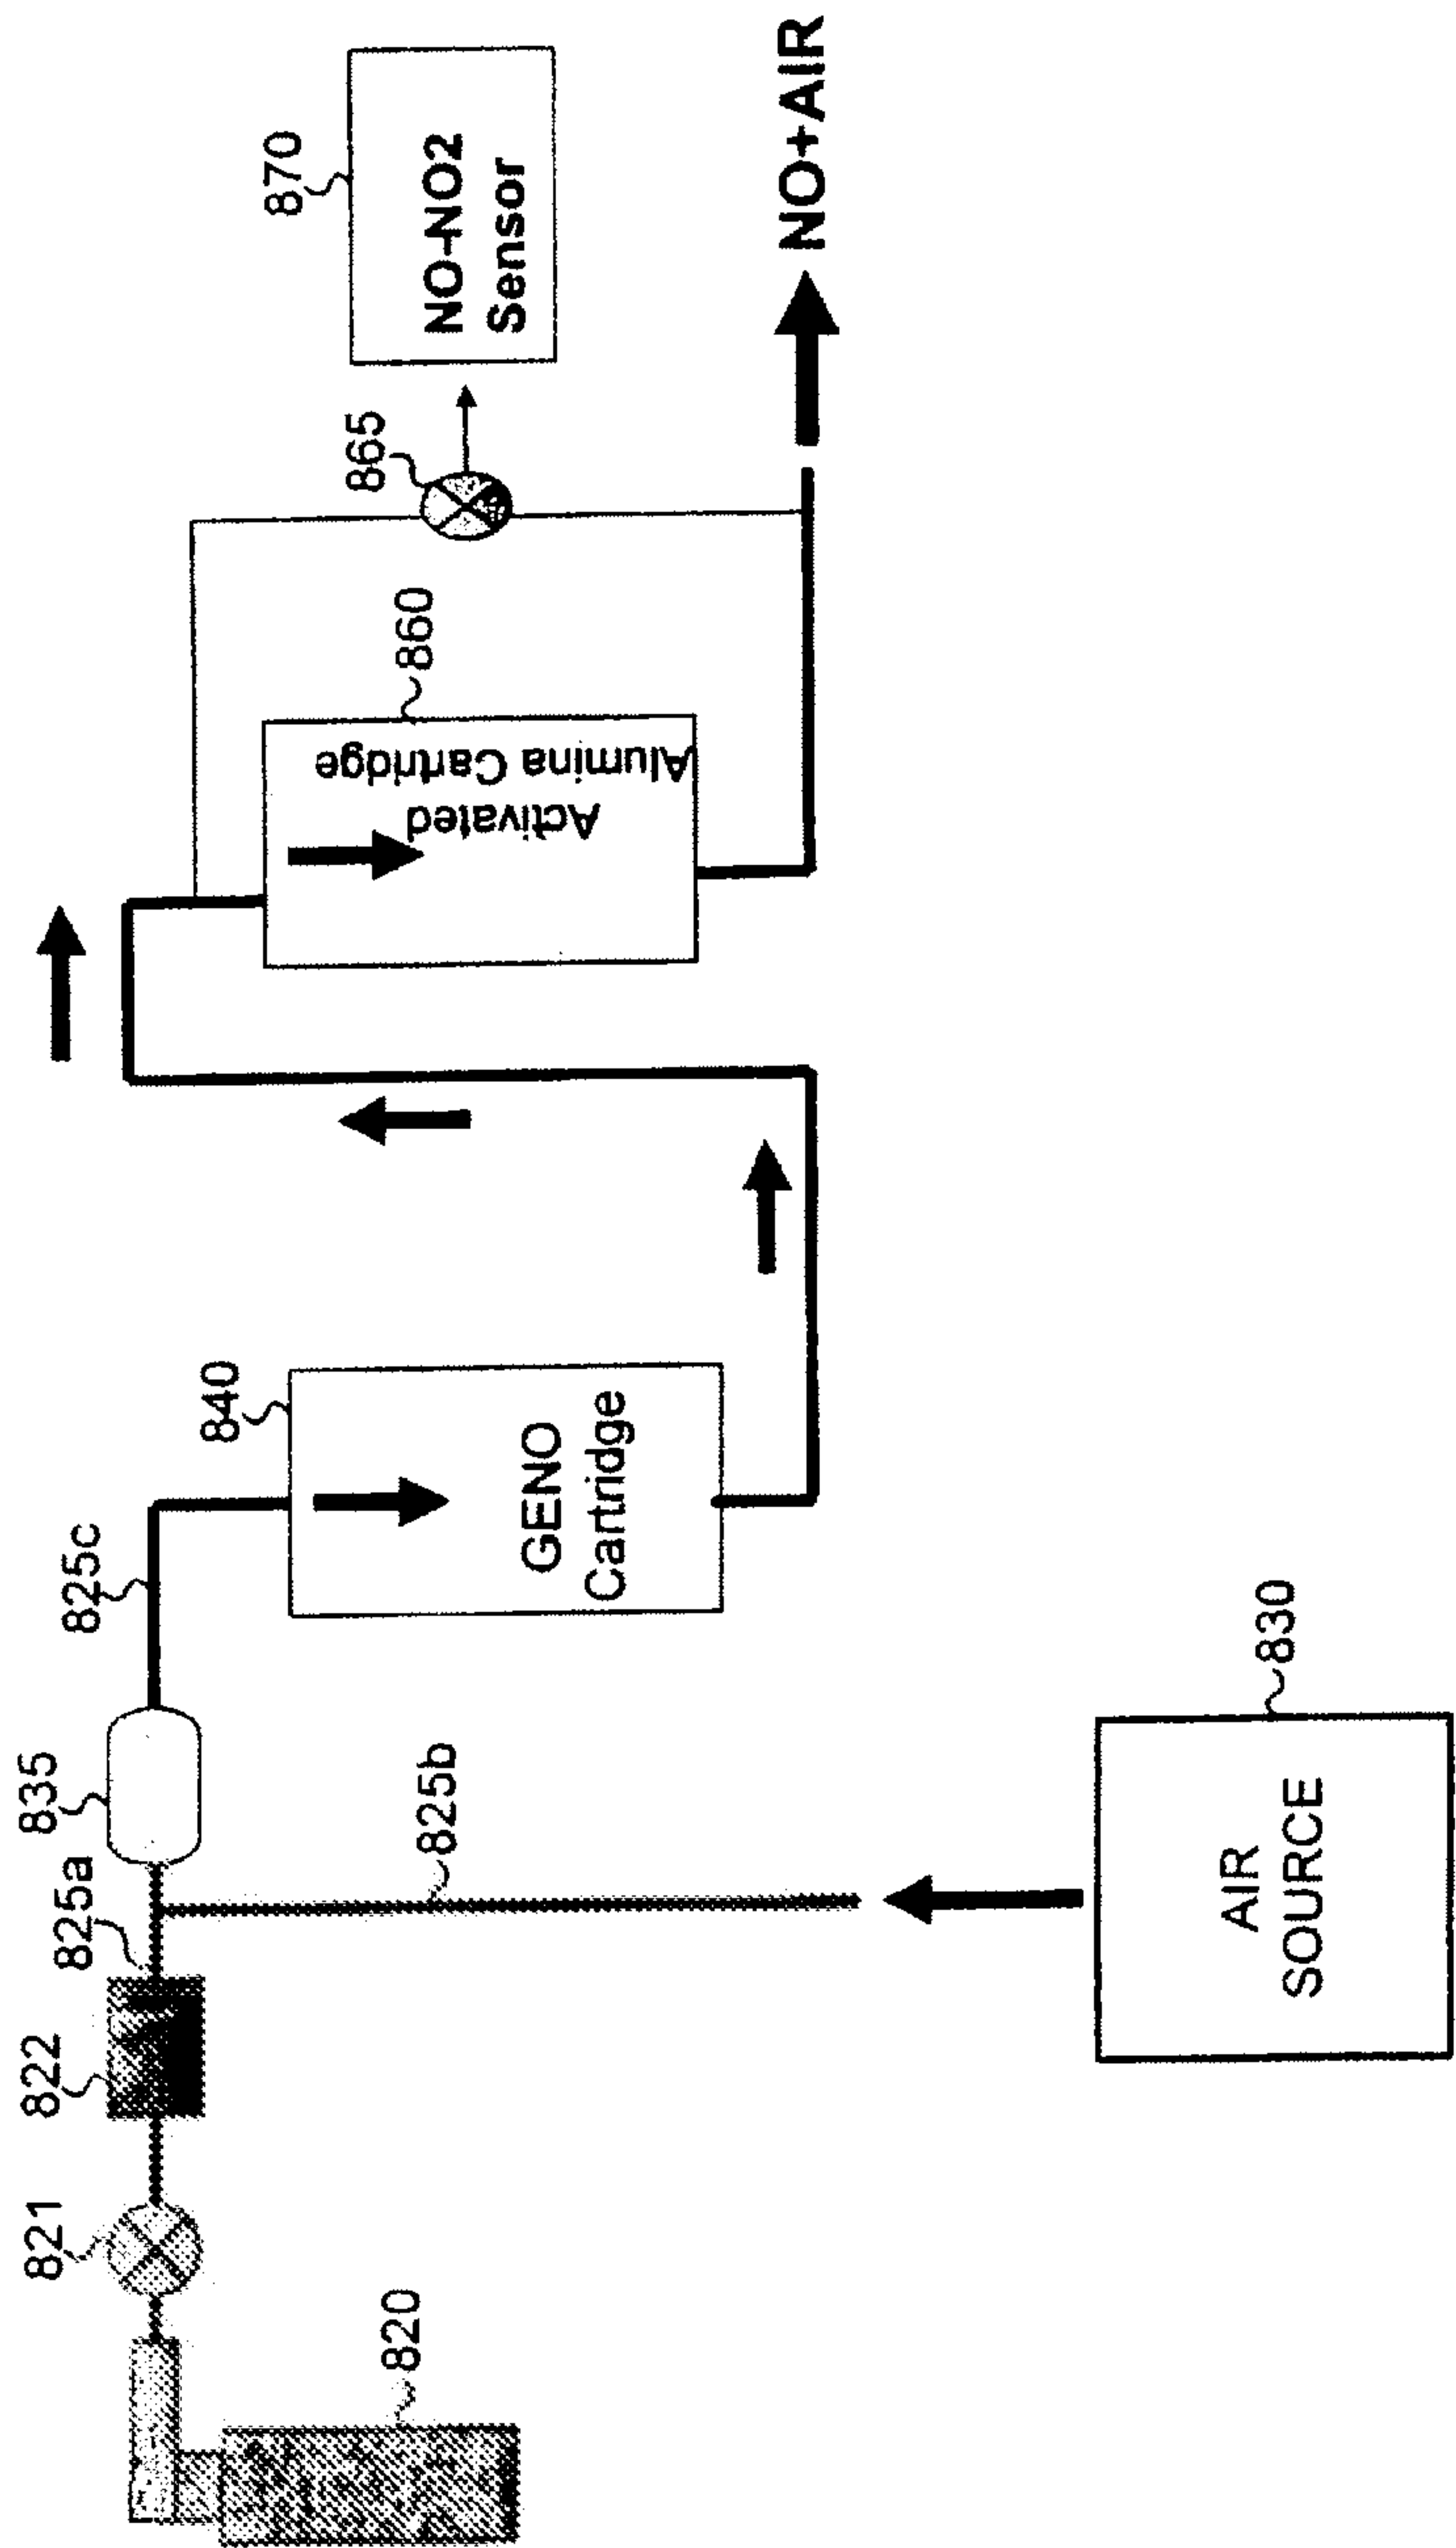 820
821
822
825a
825b
835
825c
AIR
SOURCE
830
840
GENO
Cartridge
Activated
Alumina Cartridge
860
865
870
NO-NO2
Sensor
NO+AIR